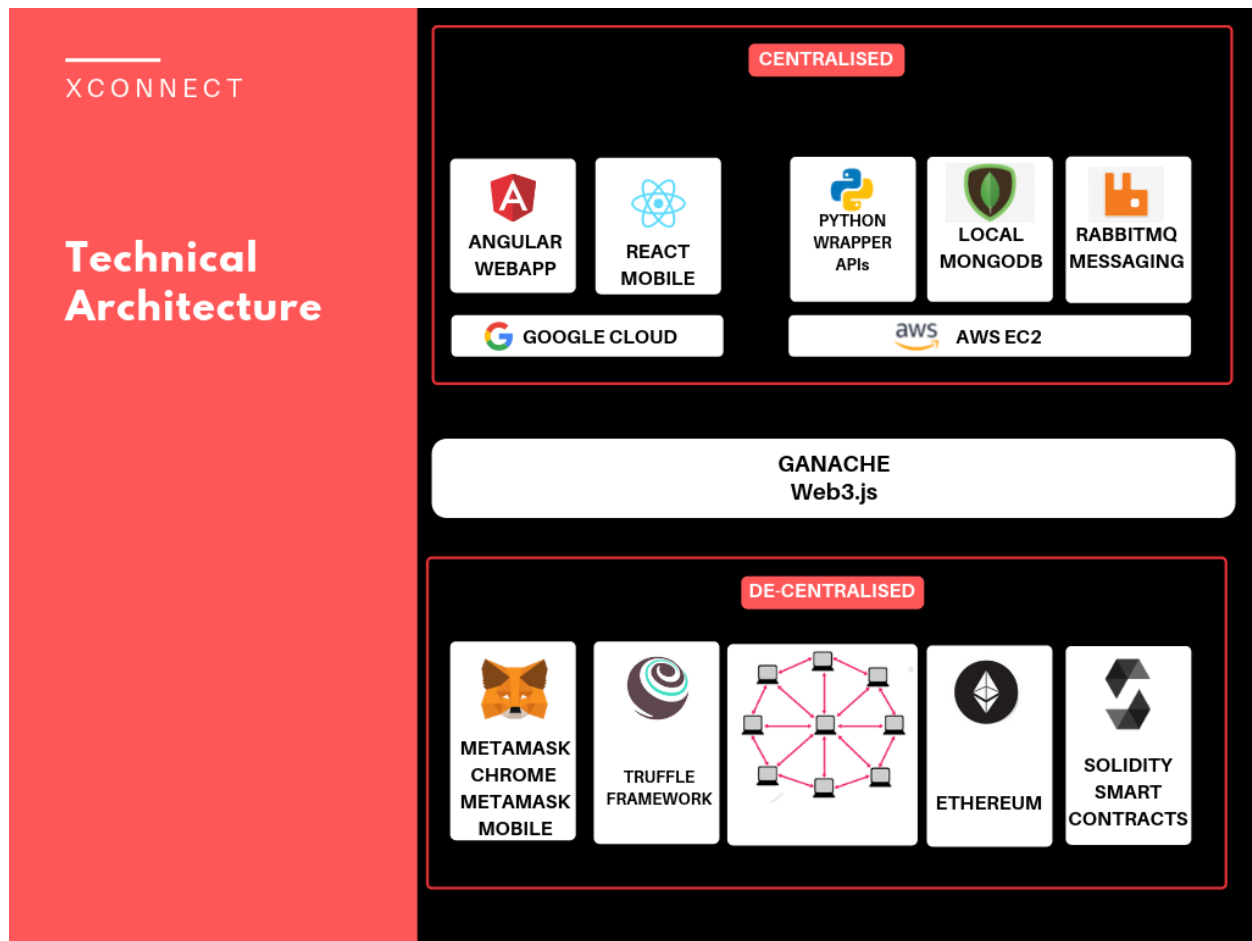 XCONNECT
Technical
Architecture
CENTRALISED
ANGULAR
WEBAPP
REACT
MOBILE
PYTHON
WRAPPER
APIs
LOCAL
MONGODB
RABBITMQ
MESSAGING
GOOGLE CLOUD
aws AWS EC2
GANACHE
Web3.js
DE-CENTRALISED
METAMASK
CHROME
METAMASK
MOBILE
TRUFFLE
FRAMEWORK
ETHEREUM
SOLIDITY
SMART
CONTRACTS